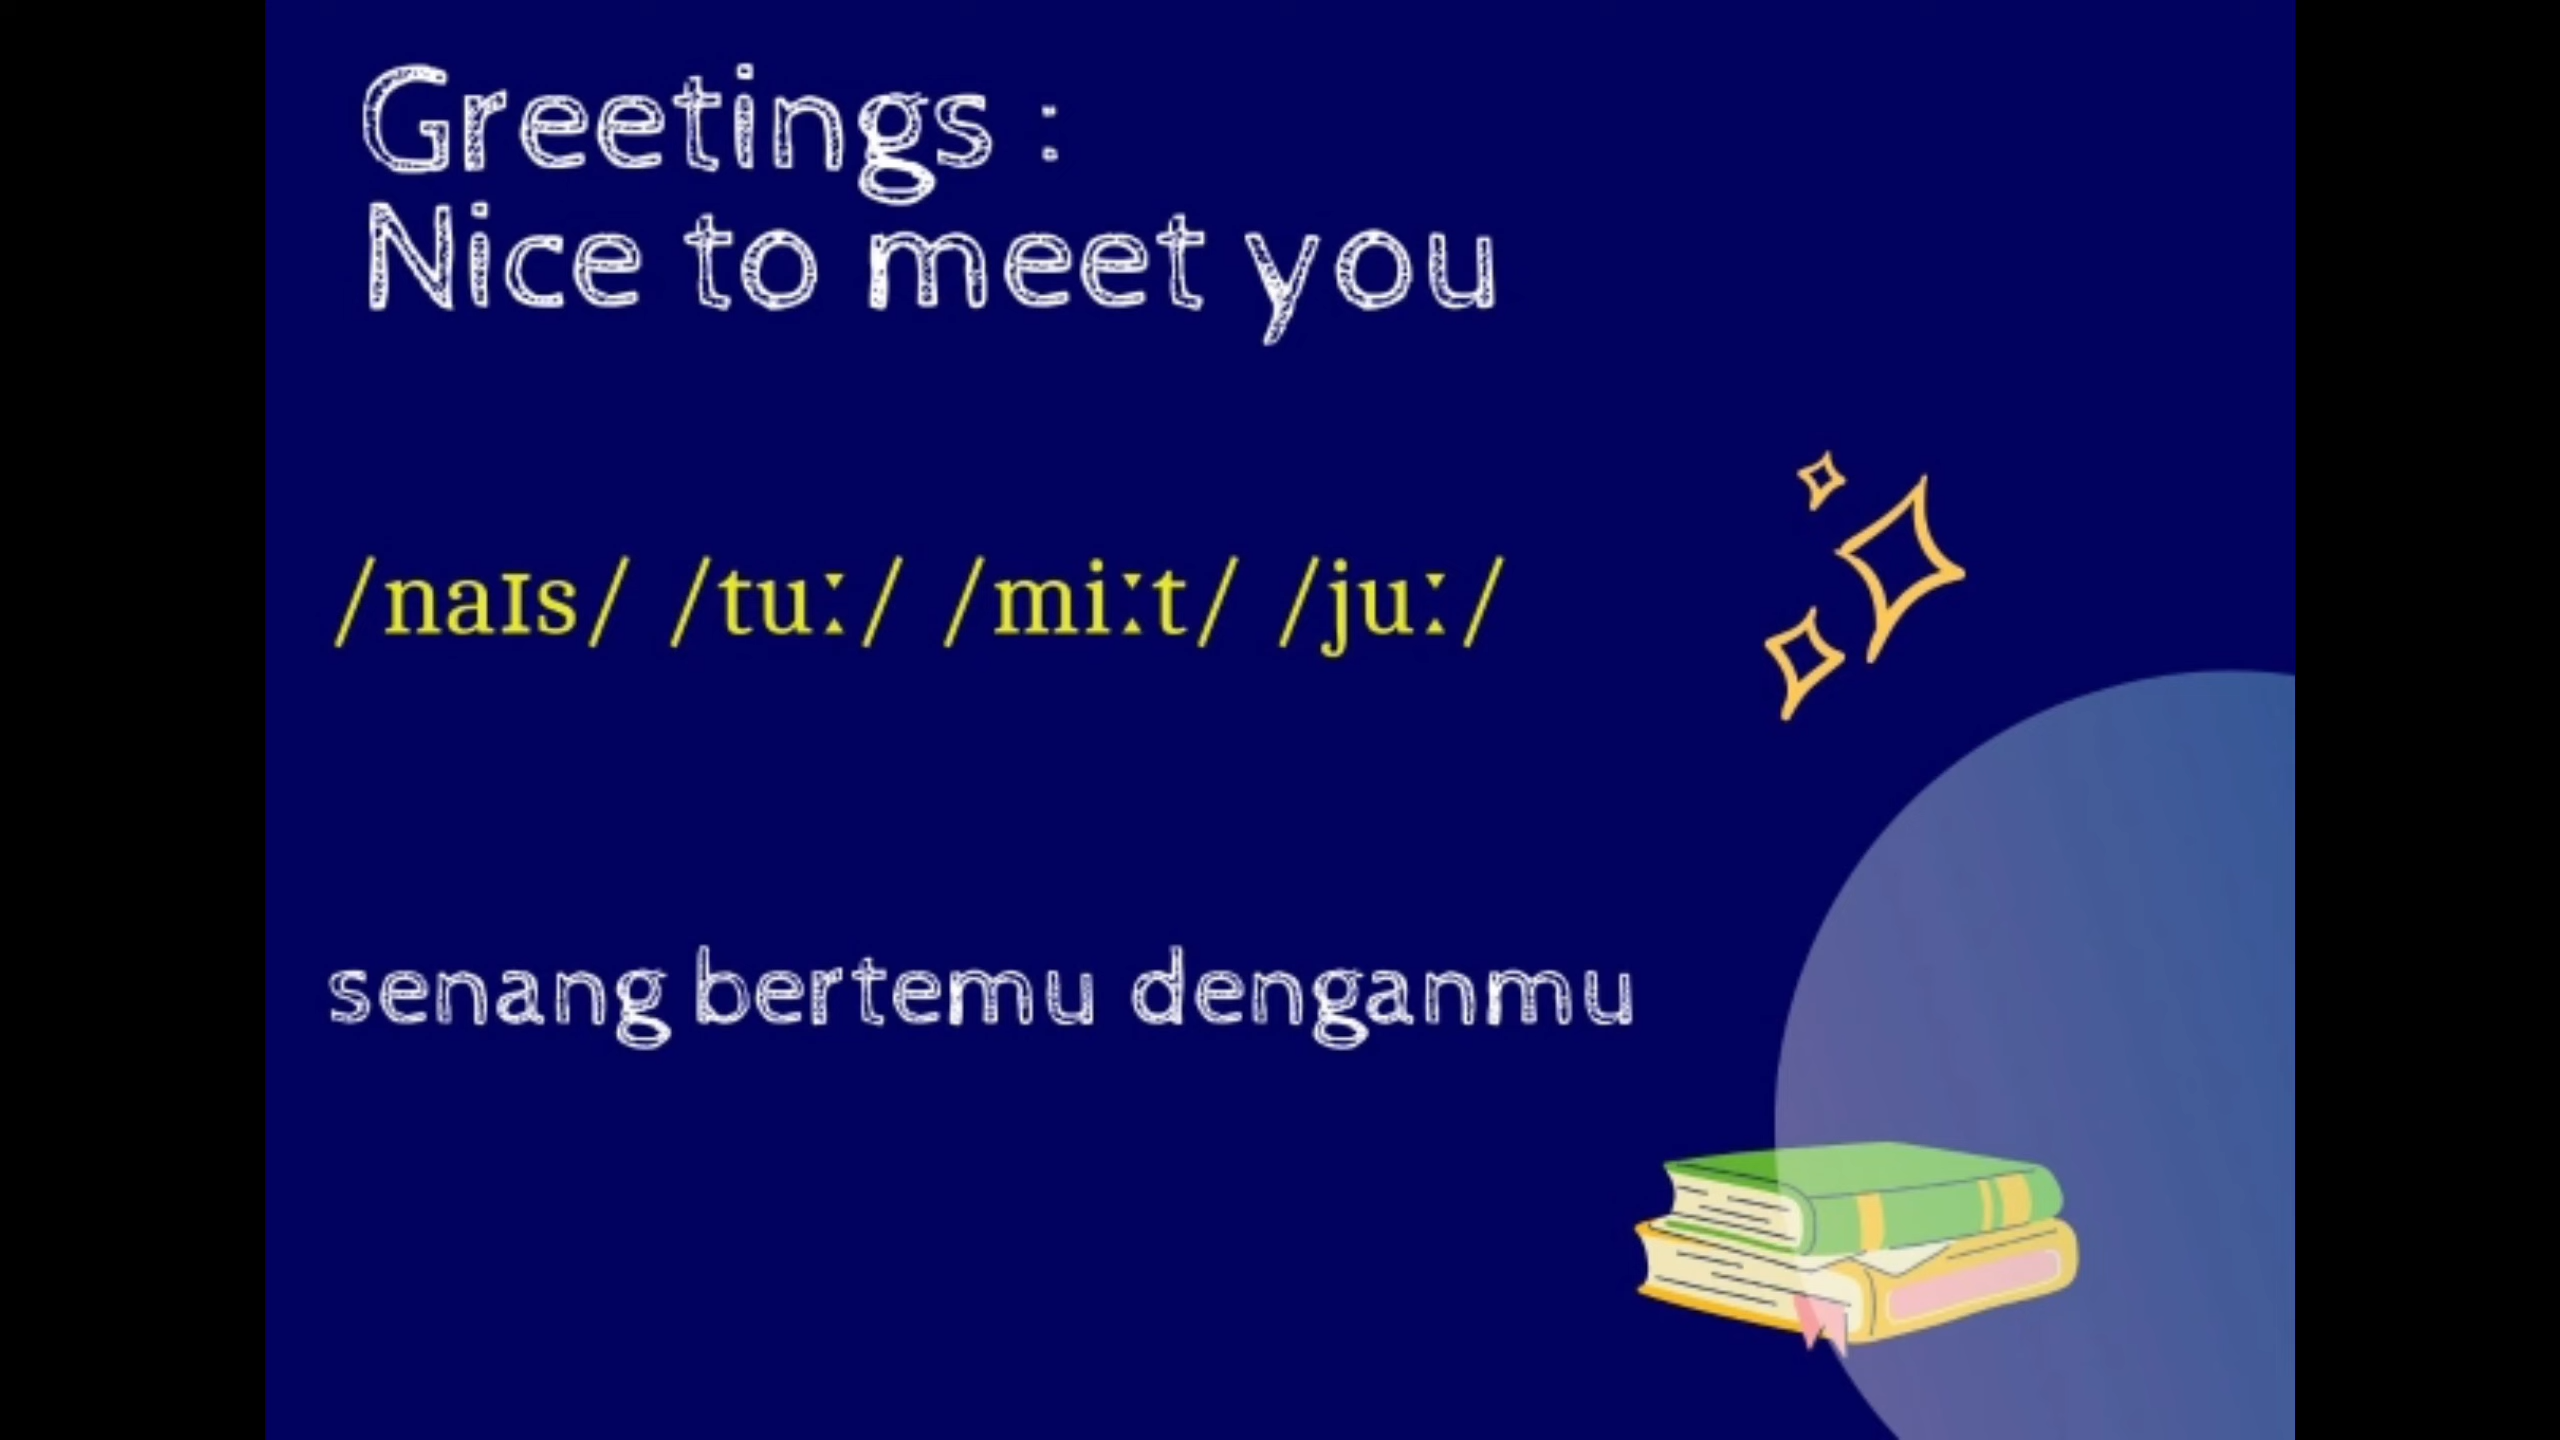 Greetings :
Nice to meet you
/naɪs/ /tuː/ /miːt/ /juː/
senang bertemu denganmu